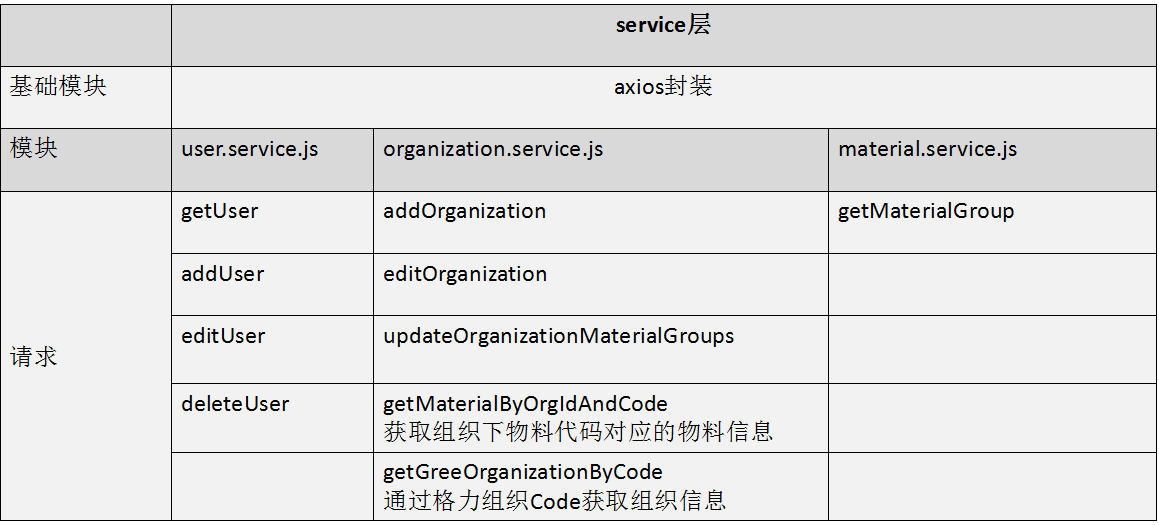 service层
基础模块
axios封装
模块
user.service.js
organization.service.js
material.service.js
请求
getUser
addOrganization
getMaterialGroup
addUser
editOrganization
editUser
updateOrganizationMaterialGroups
deleteUser
getMaterialByOrgIdAndCode
获取组织下物料代码对应的物料信息
getGreeOrganizationByCode
通过格力组织Code获取组织信息